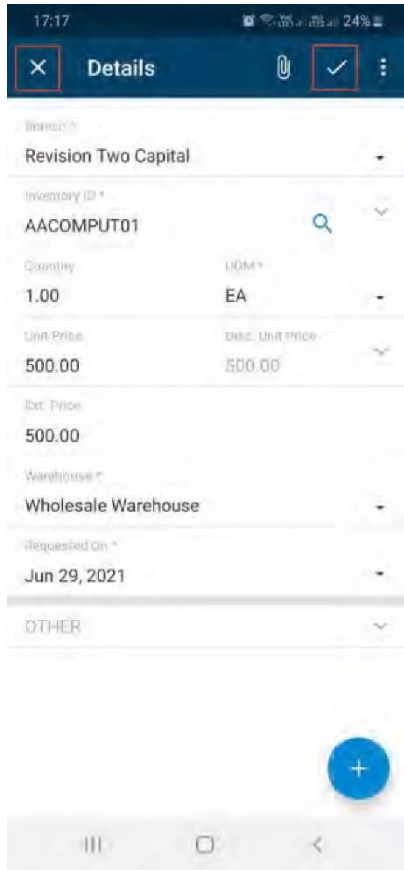 17:17 24%
Details
Branch *
Revision Two Capital
Inventory ID *
AACOMPUT01
Quantity UOM *
1.00 EA
Unit Price Disc. Unit Price
500.00 500.00
Ext. Price
500.00
Warehouse *
Wholesale Warehouse
Requested On *
Jun 29, 2021
OTHER